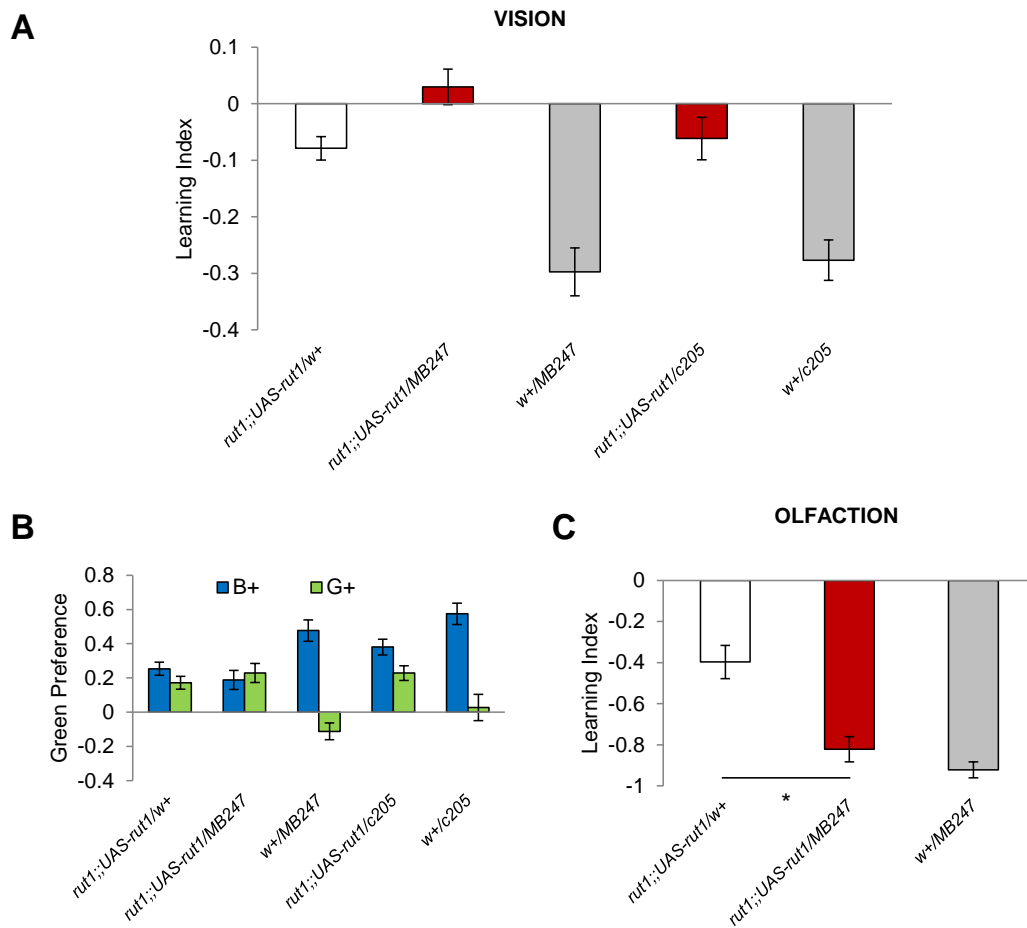 A
VISION
0.1
0
-0.1
-0.2
-0.3
-0.4
Learning Index
rut1;;UAS-rut1/w+
rut1;;UAS-rut1/MB247
w+/MB247
rut1;;UAS-rut1/c205
w+/c205
B
B+
G+
0.8
0.6
0.4
0.2
0
-0.2
-0.4
Green Preference
rut1;;UAS-rut1/w+
rut1;;UAS-rut1/MB247
w+/MB247
rut1;;UAS-rut1/c205
w+/c205
C
OLFACTION
0
-0.2
-0.4
-0.6
-0.8
-1
Learning Index
*
rut1;;UAS-rut1/w+
rut1;;UAS-rut1/MB247
w+/MB247